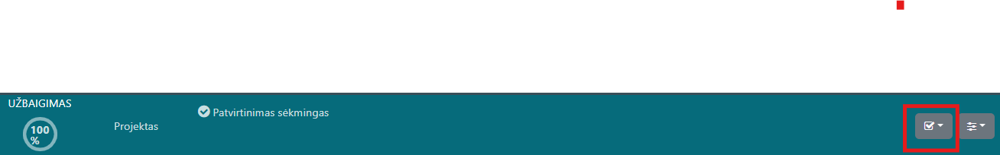 UŽBAIGIMAS
100
%
Projektas
Patvirtinimas sėkmingas